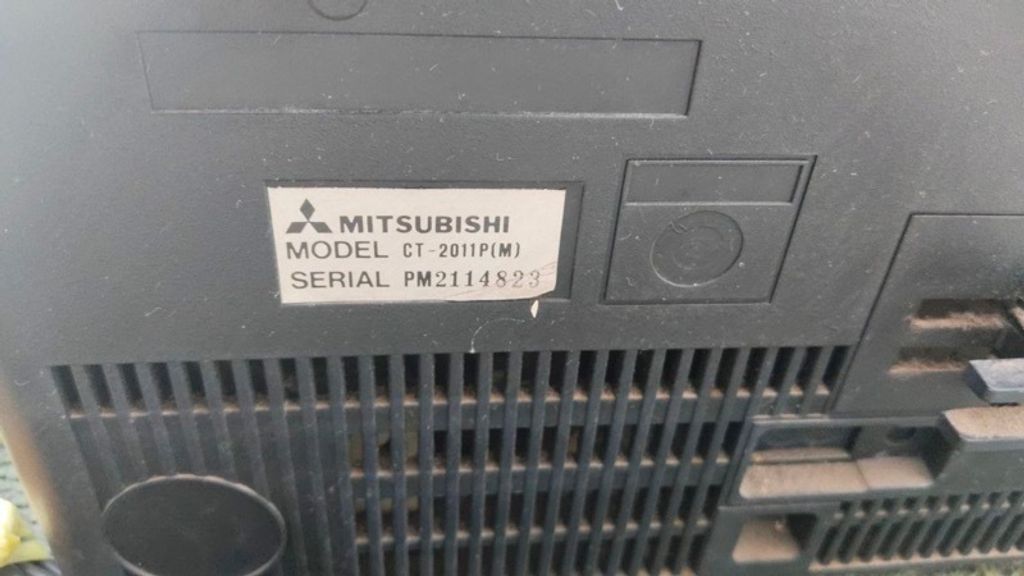 MITSUBISHI
MODEL CT-2011P(M)
SERIAL PM2114823